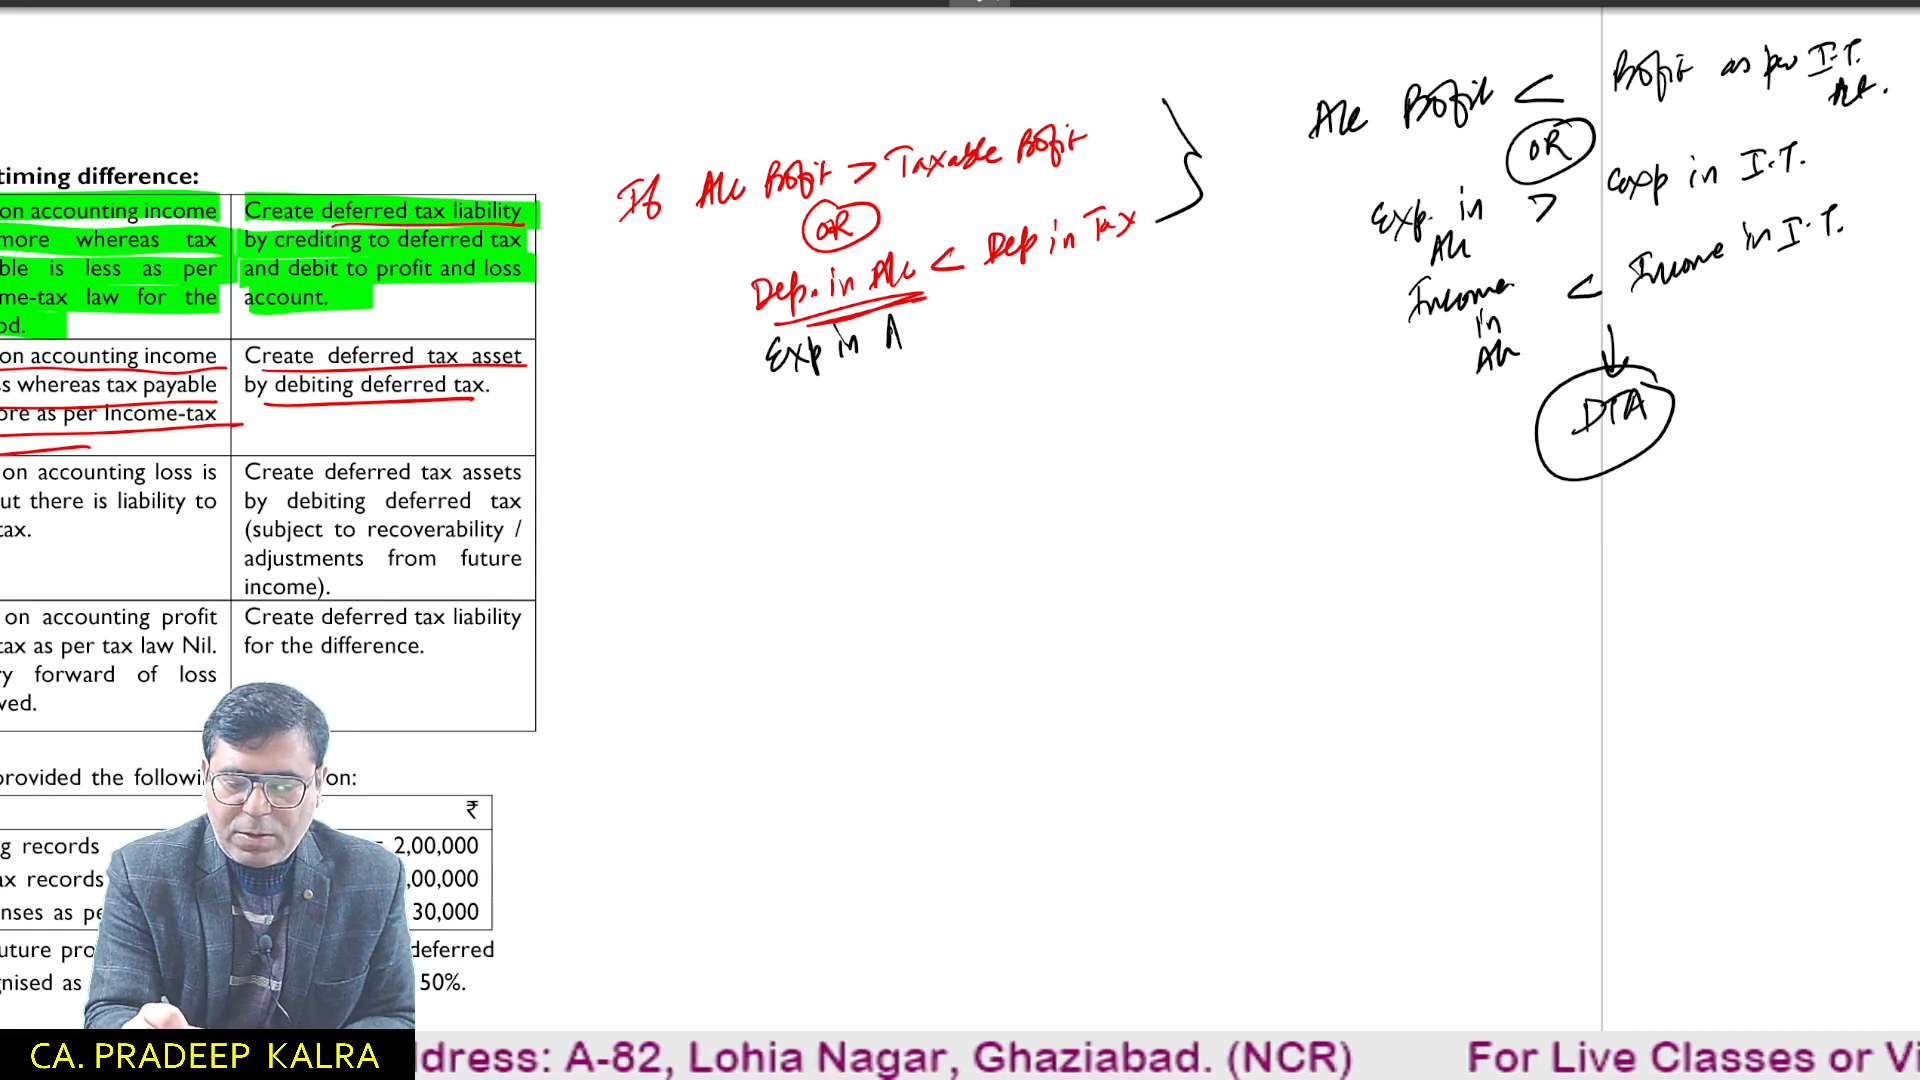 timing difference:
on accounting income
more whereas tax
ble is less as per
me-tax law for the
od.
Create deferred tax liability
by crediting to deferred tax
and debit to profit and loss
account.
on accounting income
s whereas tax payable
ore as per Income-tax
Create deferred tax asset
by debiting deferred tax.
on accounting loss is
ut there is liability to
tax.
Create deferred tax assets
by debiting deferred tax
(subject to recoverability /
adjustments from future
income).
on accounting profit
tax as per tax law Nil.
ry forward of loss
ved.
Create deferred tax liability
for the difference.
provided the followi on:
₹
g records 2,00,000
ax records ,00,000
nses as pe 30,000
uture pro deferred
gnised as 50%.
If A/c Profit > Taxable Profit
OR
Dep. in A/c < Dep in Tax
Exp in A
A/c Profit < Profit as per I.T. Act.
OR
Exp. in A/c > exp in I.T.
Income in A/c < Income in I.T.
DTA
CA. PRADEEP KALRA
ddress: A-82, Lohia Nagar, Ghaziabad. (NCR)
For Live Classes or Vi